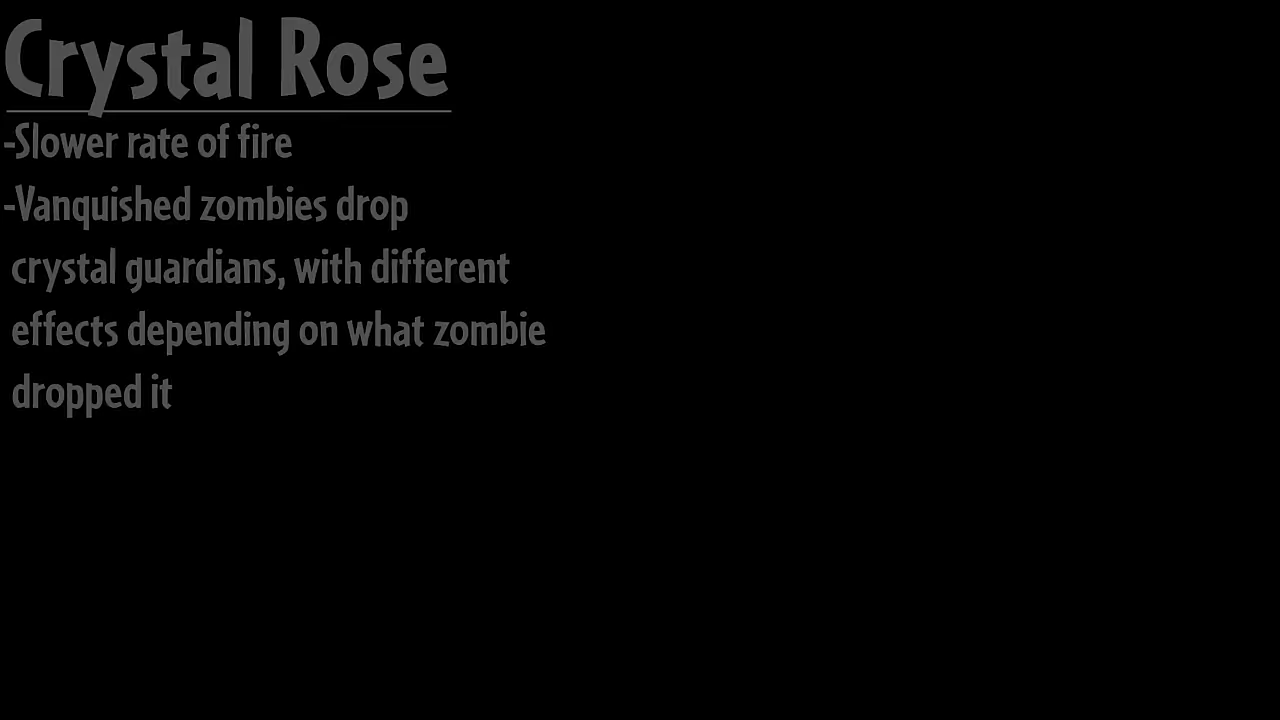 Crystal Rose
-Slower rate of fire
-Vanquished zombies drop
crystal guardians, with different
effects depending on what zombie
dropped it